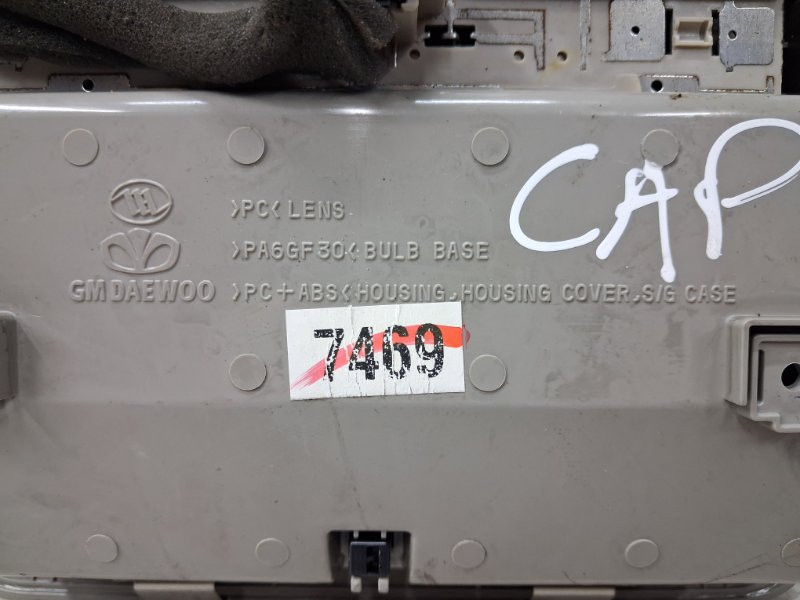 CAP
>PC< LENS
>PA6GF30< BULB BASE
GM DAEWOO >PC+ABS< HOUSING, HOUSING COVER, S/G CASE
7469